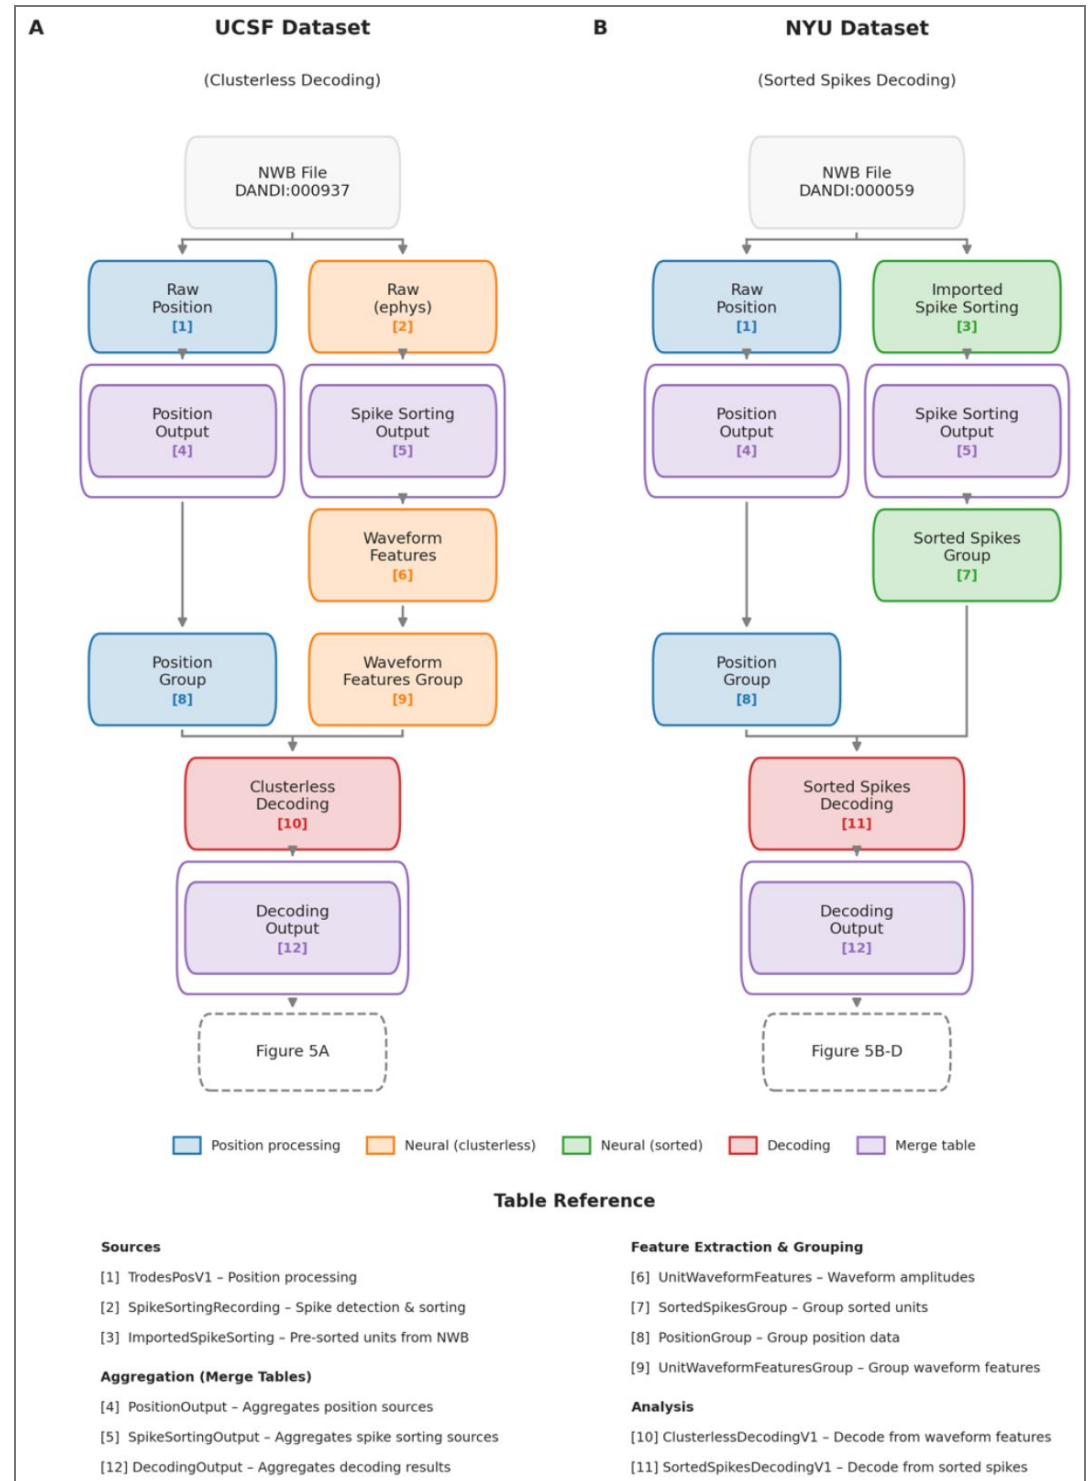 A
UCSF Dataset
(Clusterless Decoding)
NWB File
DANDI:000937
Raw
Position
[1]
Raw
(ephys)
[2]
Position
Output
[4]
Spike Sorting
Output
[5]
Waveform
Features
[6]
Position
Group
[8]
Waveform
Features Group
[9]
Clusterless
Decoding
[10]
Decoding
Output
[12]
Figure 5A
B
NYU Dataset
(Sorted Spikes Decoding)
NWB File
DANDI:000059
Raw
Position
[1]
Imported
Spike Sorting
[3]
Position
Output
[4]
Spike Sorting
Output
[5]
Sorted Spikes
Group
[7]
Position
Group
[8]
Sorted Spikes
Decoding
[11]
Decoding
Output
[12]
Figure 5B-D
Position processing
Neural (clusterless)
Neural (sorted)
Decoding
Merge table
Table Reference
Sources
[1] TrodesPosV1 – Position processing
[2] SpikeSortingRecording – Spike detection & sorting
[3] ImportedSpikeSorting – Pre-sorted units from NWB
Aggregation (Merge Tables)
[4] PositionOutput – Aggregates position sources
[5] SpikeSortingOutput – Aggregates spike sorting sources
[12] DecodingOutput – Aggregates decoding results
Feature Extraction & Grouping
[6] UnitWaveformFeatures – Waveform amplitudes
[7] SortedSpikesGroup – Group sorted units
[8] PositionGroup – Group position data
[9] UnitWaveformFeaturesGroup – Group waveform features
Analysis
[10] ClusterlessDecodingV1 – Decode from waveform features
[11] SortedSpikesDecodingV1 – Decode from sorted spikes